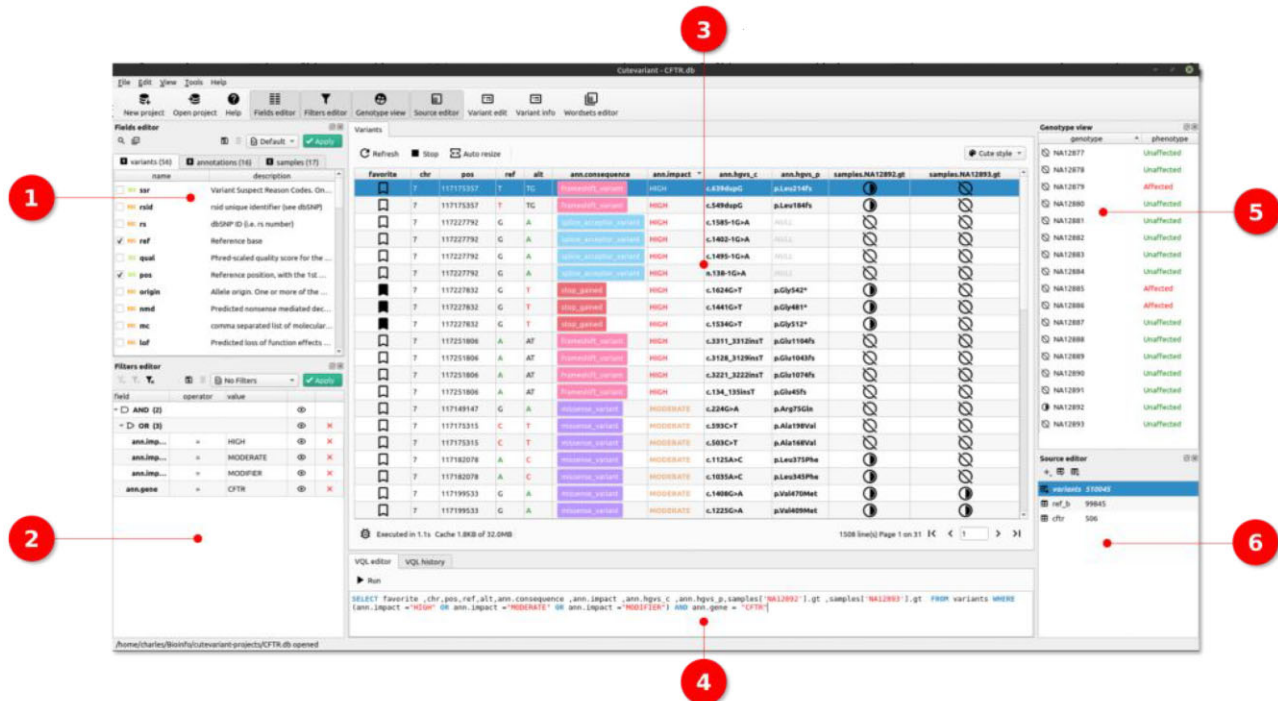 3
Cutevariant - CFTR.db
File Edit View Tools Help
New project Open project Help Fields editor Filters editor Genotype view Source editor Variant edit Variant info Wordsets editor
Fields editor
Default Apply
variants (56) annotations (16) samples (17)
name description
ssr Variant Suspect Reason Codes. On...
rsid rsid unique identifier (see dbSNP)
rs dbSNP ID (i.e. rs number)
ref Reference base
qual Phred-scaled quality score for the ...
pos Reference position, with the 1st ...
origin Allele origin. One or more of the ...
nmd Predicted nonsense mediated dec...
mc comma separated list of molecular...
lof Predicted loss of function effects ...
1
Filters editor
No Filters Apply
field operator value
AND (2)
OR (3)
ann.imp... = HIGH
ann.imp... = MODERATE
ann.imp... = MODIFIER
ann.gene = CFTR
2
Variants
Refresh Stop Auto resize Cute style
favorite chr pos ref alt ann.consequence ann.impact ann.hgvs_c ann.hgvs_p samples.NA12892.gt samples.NA12893.gt
7 117175357 T TG frameshift_variant HIGH c.639dupG p.Leu214fs
7 117175357 T TG frameshift_variant HIGH c.549dupG p.Leu184fs
7 117227792 G A splice_acceptor_variant HIGH c.1585-1G>A NULL
7 117227792 G A splice_acceptor_variant HIGH c.1402-1G>A NULL
7 117227792 G A splice_acceptor_variant HIGH c.1495-1G>A NULL
7 117227792 G A splice_acceptor_variant HIGH n.138-1G>A NULL
7 117227832 G T stop_gained HIGH c.1624G>T p.Gly542*
7 117227832 G T stop_gained HIGH c.1441G>T p.Gly481*
7 117227832 G T stop_gained HIGH c.1534G>T p.Gly512*
7 117251806 A AT frameshift_variant HIGH c.3311_3312insT p.Glu1104fs
7 117251806 A AT frameshift_variant HIGH c.3128_3129insT p.Glu1043fs
7 117251806 A AT frameshift_variant HIGH c.3221_3222insT p.Glu1074fs
7 117251806 A AT frameshift_variant HIGH c.134_135insT p.Glu45fs
7 117149147 G A missense_variant MODERATE c.224G>A p.Arg75Gln
7 117175315 C T missense_variant MODERATE c.593C>T p.Ala198Val
7 117175315 C T missense_variant MODERATE c.503C>T p.Ala168Val
7 117182078 A C missense_variant MODERATE c.1125A>C p.Leu375Phe
7 117182078 A C missense_variant MODERATE c.1035A>C p.Leu345Phe
7 117199533 G A missense_variant MODERATE c.1408G>A p.Val470Met
7 117199533 G A missense_variant MODERATE c.1225G>A p.Val409Met
Executed in 1.1s Cache 1.8KB of 32.0MB 1508 line(s) Page 1 on 31 1
VQL editor VQL history
Run
SELECT favorite ,chr,pos,ref,alt,ann.consequence ,ann.impact ,ann.hgvs_c ,ann.hgvs_p,samples['NA12892'].gt ,samples['NA12893'].gt FROM variants WHERE
(ann.impact ="HIGH" OR ann.impact ="MODERATE" OR ann.impact ="MODIFIER") AND ann.gene = "CFTR"
4
Genotype view
genotype phenotype
NA12877 Unaffected
NA12878 Unaffected
NA12879 Affected
NA12880 Unaffected
NA12881 Unaffected
NA12882 Unaffected
NA12883 Unaffected
NA12884 Unaffected
NA12885 Affected
NA12886 Affected
NA12887 Unaffected
NA12888 Unaffected
NA12889 Unaffected
NA12890 Unaffected
NA12891 Unaffected
NA12892 Unaffected
NA12893 Unaffected
5
Source editor
variants 510045
ref_b 99845
cftr 506
6
/home/charles/Bioinfo/cutevariant-projects/CFTR.db opened